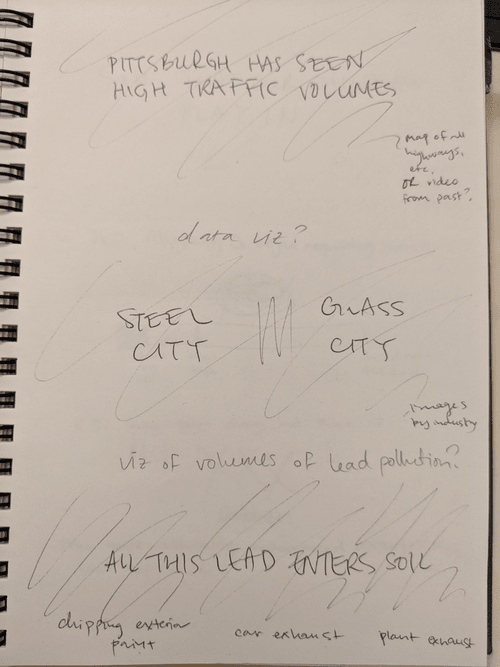 PITTSBURGH HAS SEEN
HIGH TRAFFIC VOLUMES
map of all
highways,
etc.
OR video
from past?
data viz?
STEEL
CITY
GLASS
CITY
images
by industry
viz of volumes of lead pollution?
ALL THIS LEAD ENTERS SOIL
chipping exterior
paint
car exhaust
plant exhaust